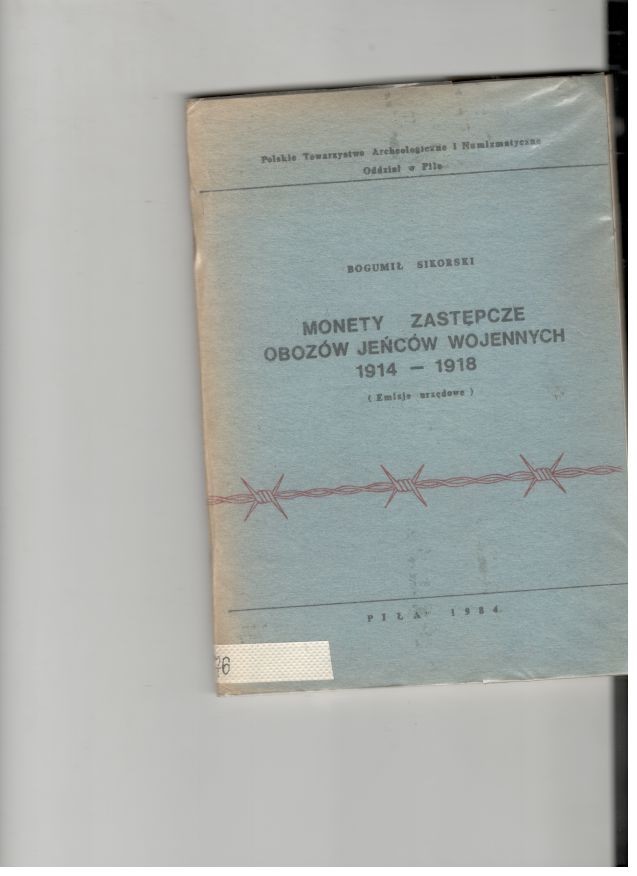 Polskie Towarzystwo Archeologiczne i Numizmatyczne
Oddział w Pile
BOGUMIŁ SIKORSKI
MONETY ZASTĘPCZE
OBOZÓW JEŃCÓW WOJENNYCH
1914 — 1918
( Emisje urzędowe )
PIŁA 1984
76